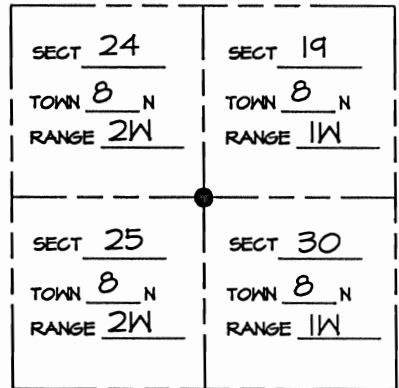 SECT 24
TOWN 8 N
RANGE 2W
SECT 19
TOWN 8 N
RANGE 1W
SECT 25
TOWN 8 N
RANGE 2W
SECT 30
TOWN 8 N
RANGE 1W